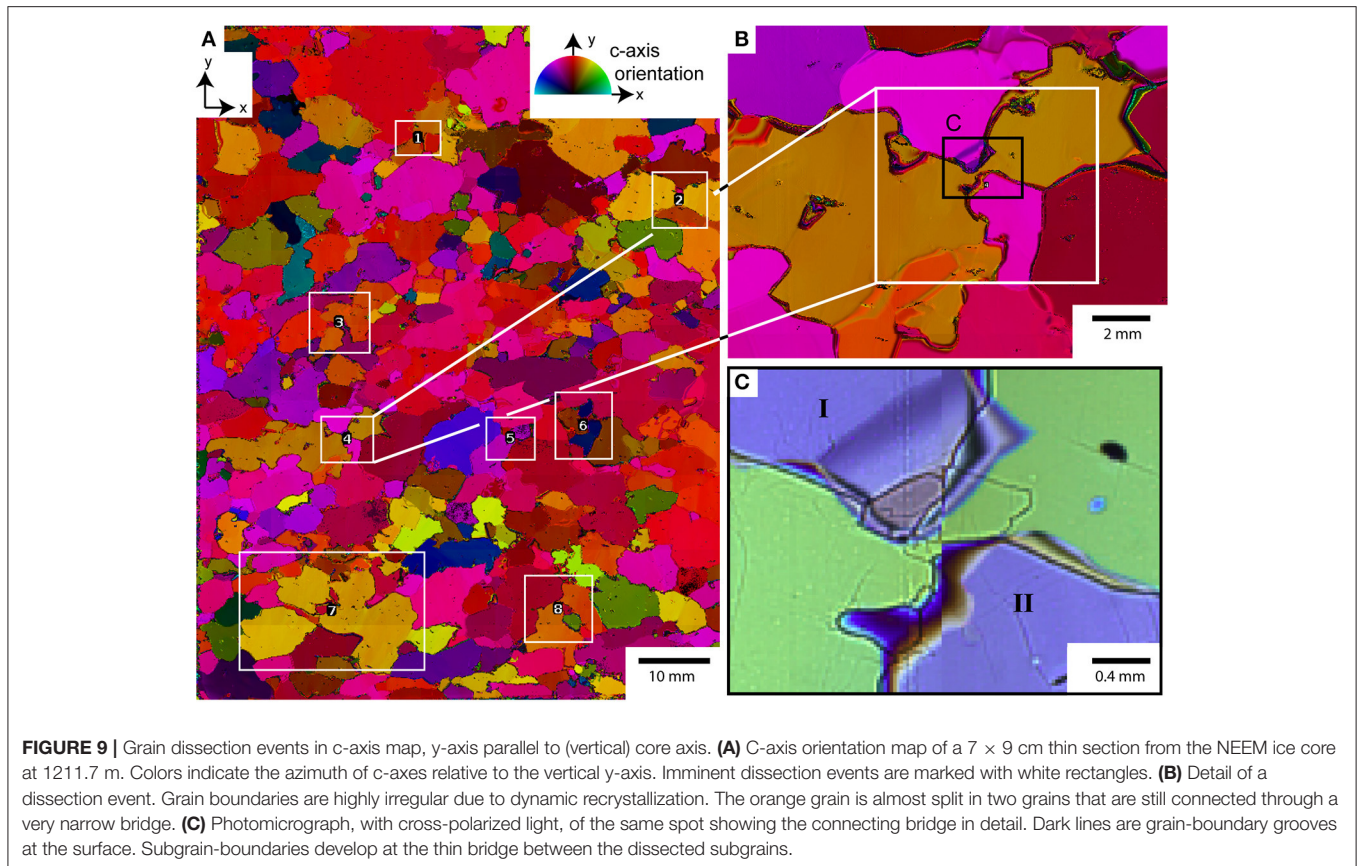 A
y
x
y
c-axis
orientation
x
1
2
3
4
5
6
7
8
10 mm
B
C
4
2 mm
C
I
II
0.4 mm
FIGURE 9 | Grain dissection events in c-axis map, y-axis parallel to (vertical) core axis. (A) C-axis orientation map of a 7 × 9 cm thin section from the NEEM ice core
at 1211.7 m. Colors indicate the azimuth of c-axes relative to the vertical y-axis. Imminent dissection events are marked with white rectangles. (B) Detail of a
dissection event. Grain boundaries are highly irregular due to dynamic recrystallization. The orange grain is almost split in two grains that are still connected through a
very narrow bridge. (C) Photomicrograph, with cross-polarized light, of the same spot showing the connecting bridge in detail. Dark lines are grain-boundary grooves
at the surface. Subgrain-boundaries develop at the thin bridge between the dissected subgrains.